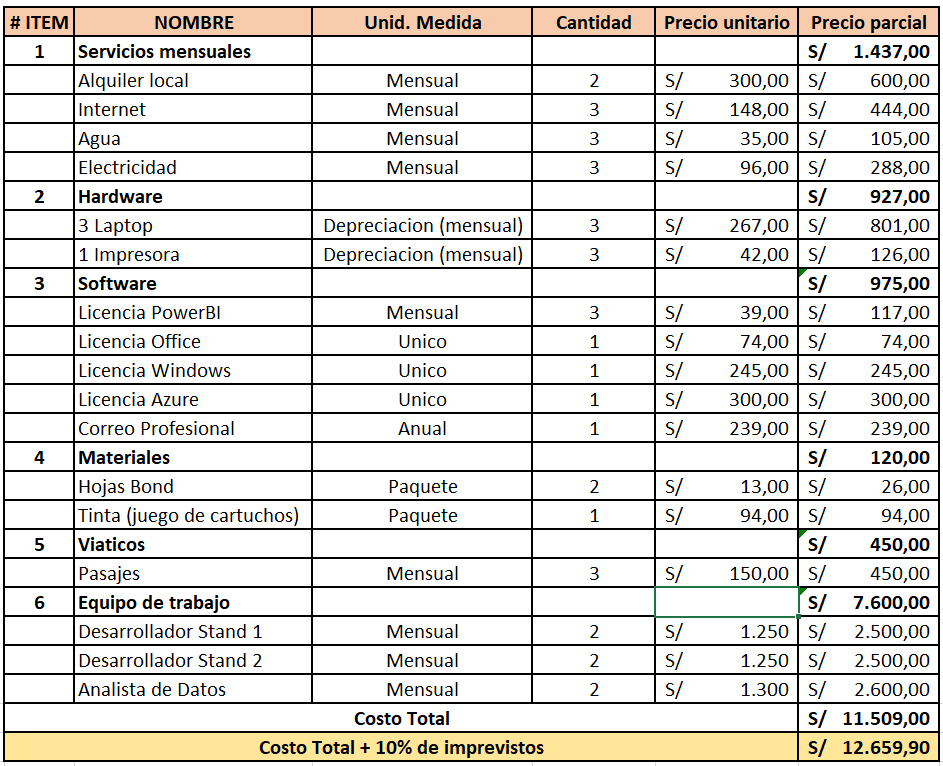 # ITEM NOMBRE Unid. Medida Cantidad Precio unitario Precio parcial
1 Servicios mensuales S/ 1.437,00
Alquiler local Mensual 2 S/ 300,00 S/ 600,00
Internet Mensual 3 S/ 148,00 S/ 444,00
Agua Mensual 3 S/ 35,00 S/ 105,00
Electricidad Mensual 3 S/ 96,00 S/ 288,00
2 Hardware S/ 927,00
3 Laptop Depreciacion (mensual) 3 S/ 267,00 S/ 801,00
1 Impresora Depreciacion (mensual) 3 S/ 42,00 S/ 126,00
3 Software S/ 975,00
Licencia PowerBI Mensual 3 S/ 39,00 S/ 117,00
Licencia Office Unico 1 S/ 74,00 S/ 74,00
Licencia Windows Unico 1 S/ 245,00 S/ 245,00
Licencia Azure Unico 1 S/ 300,00 S/ 300,00
Correo Profesional Anual 1 S/ 239,00 S/ 239,00
4 Materiales S/ 120,00
Hojas Bond Paquete 2 S/ 13,00 S/ 26,00
Tinta (juego de cartuchos) Paquete 1 S/ 94,00 S/ 94,00
5 Viaticos S/ 450,00
Pasajes Mensual 3 S/ 150,00 S/ 450,00
6 Equipo de trabajo S/ 7.600,00
Desarrollador Stand 1 Mensual 2 S/ 1.250 S/ 2.500,00
Desarrollador Stand 2 Mensual 2 S/ 1.250 S/ 2.500,00
Analista de Datos Mensual 2 S/ 1.300 S/ 2.600,00
Costo Total S/ 11.509,00
Costo Total + 10% de imprevistos S/ 12.659,90